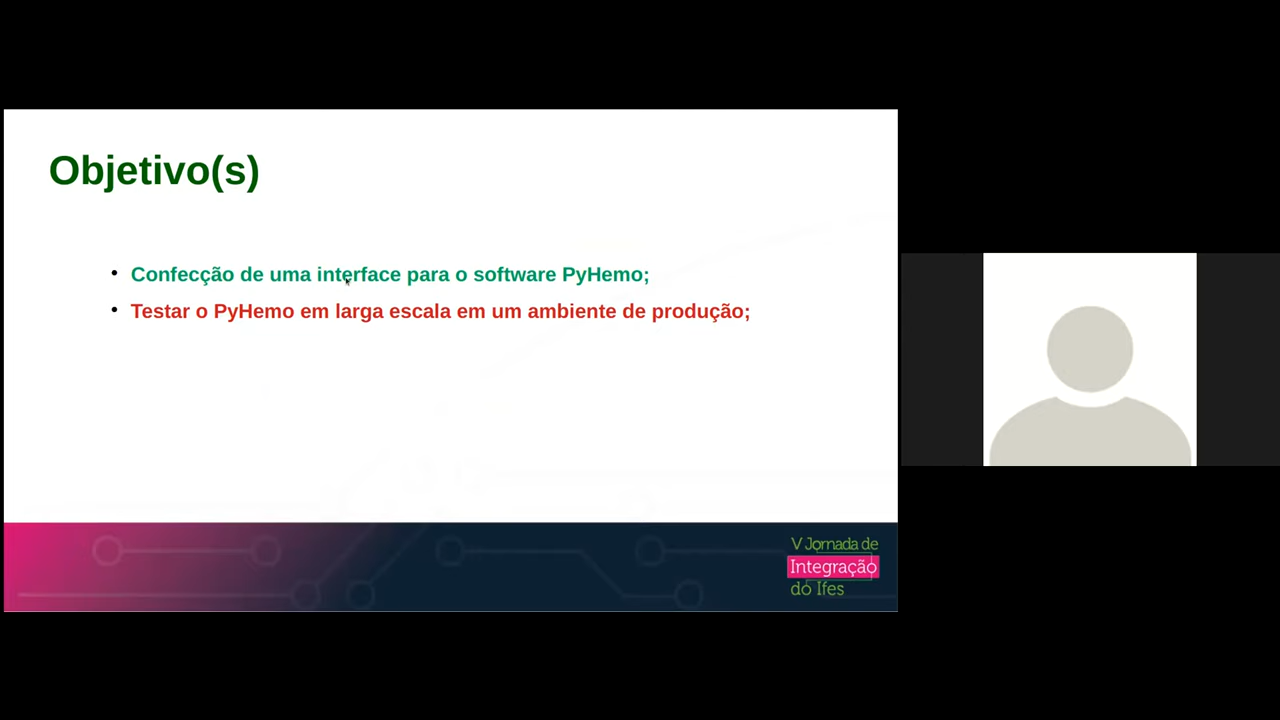 Objetivo(s)
• Confecção de uma interface para o software PyHemo;
• Testar o PyHemo em larga escala em um ambiente de produção;
V Jornada de
Integração
do Ifes